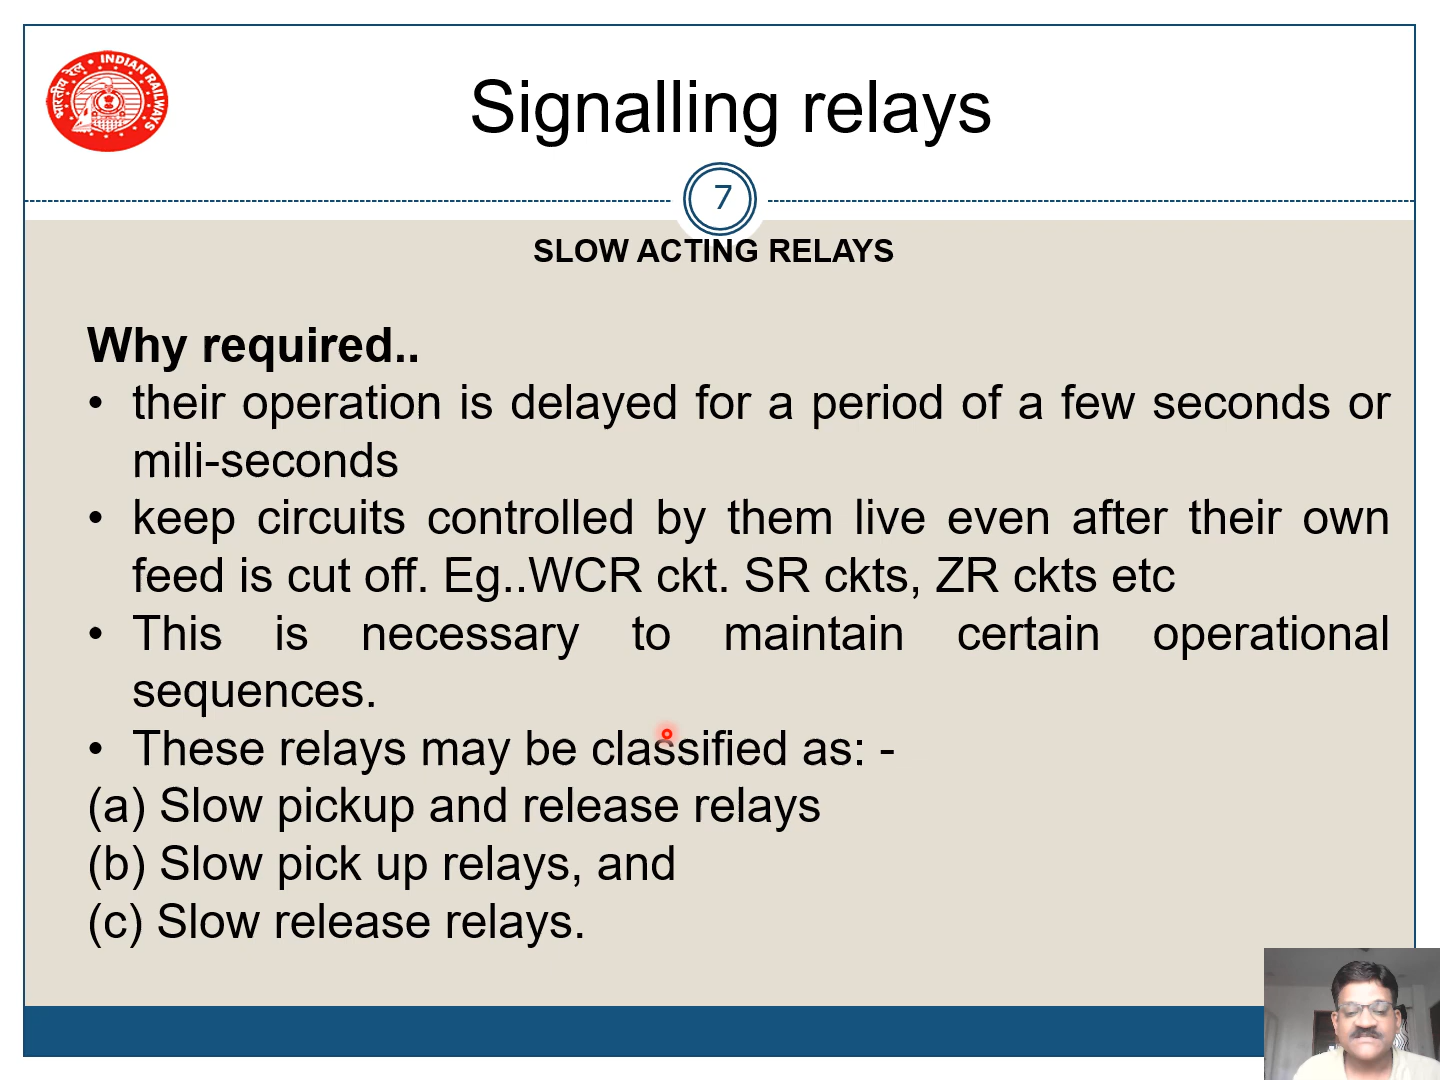 भारतीय रेल • INDIAN RAILWAYS
Signalling relays
7
SLOW ACTING RELAYS
Why required..
• their operation is delayed for a period of a few seconds or
mili-seconds
• keep circuits controlled by them live even after their own
feed is cut off. Eg..WCR ckt. SR ckts, ZR ckts etc
• This is necessary to maintain certain operational
sequences.
• These relays may be classified as: -
(a) Slow pickup and release relays
(b) Slow pick up relays, and
(c) Slow release relays.